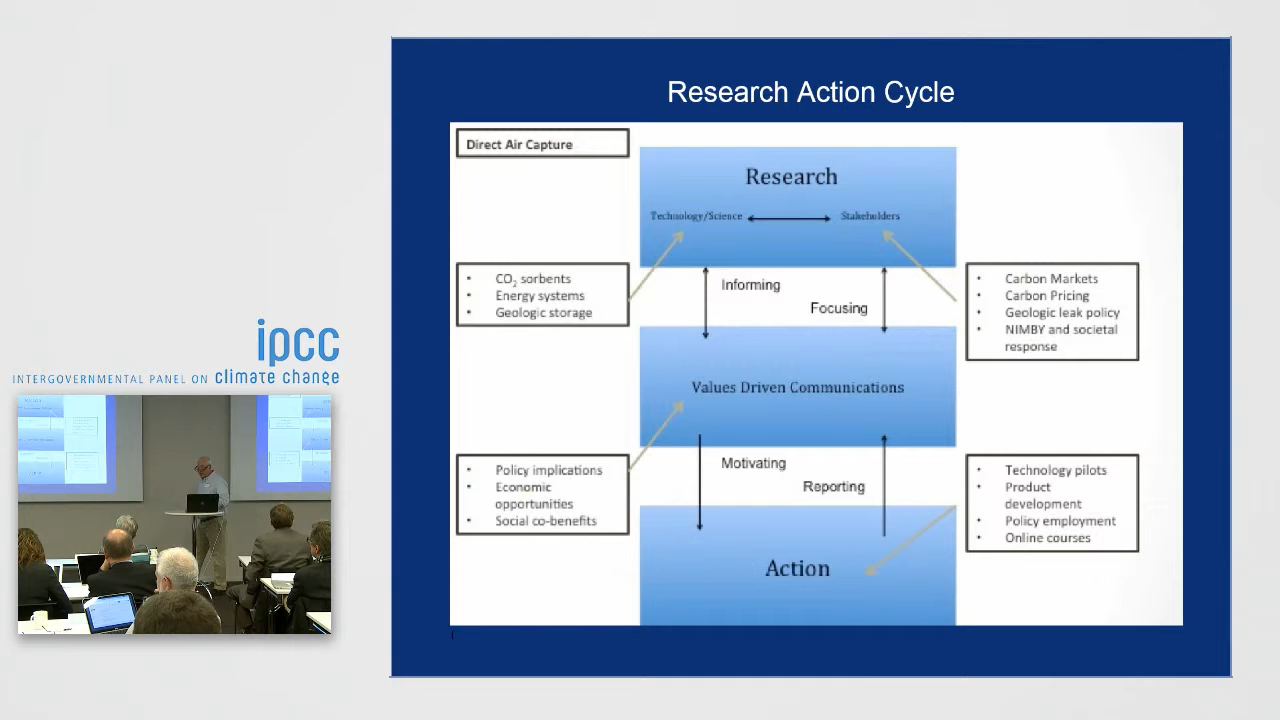 Research Action Cycle
Direct Air Capture
Research
Technology/Science
Stakeholders
• CO₂ sorbents
• Energy systems
• Geologic storage
Informing
Focusing
• Carbon Markets
• Carbon Pricing
• Geologic leak policy
• NIMBY and societal
response
ipcc
INTERGOVERNMENTAL PANEL ON climate change
Values Driven Communications
• Policy implications
• Economic
opportunities
• Social co-benefits
Motivating
Reporting
• Technology pilots
• Product
development
• Policy employment
• Online courses
Action